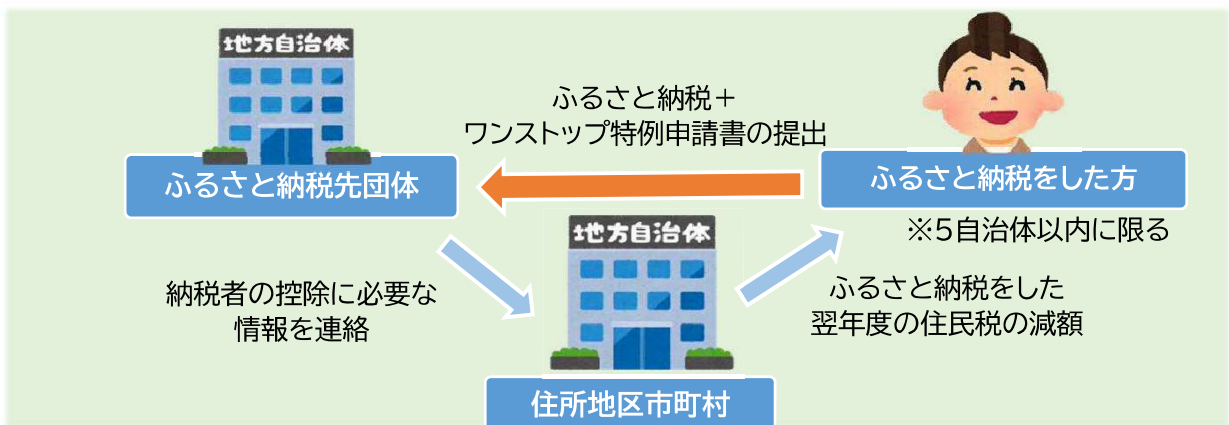 地方自治体
ふるさと納税先団体
ふるさと納税＋
ワンストップ特例申請書の提出
ふるさと納税をした方
※5自治体以内に限る
納税者の控除に必要な
情報を連絡
地方自治体
住所地区市町村
ふるさと納税をした
翌年度の住民税の減額